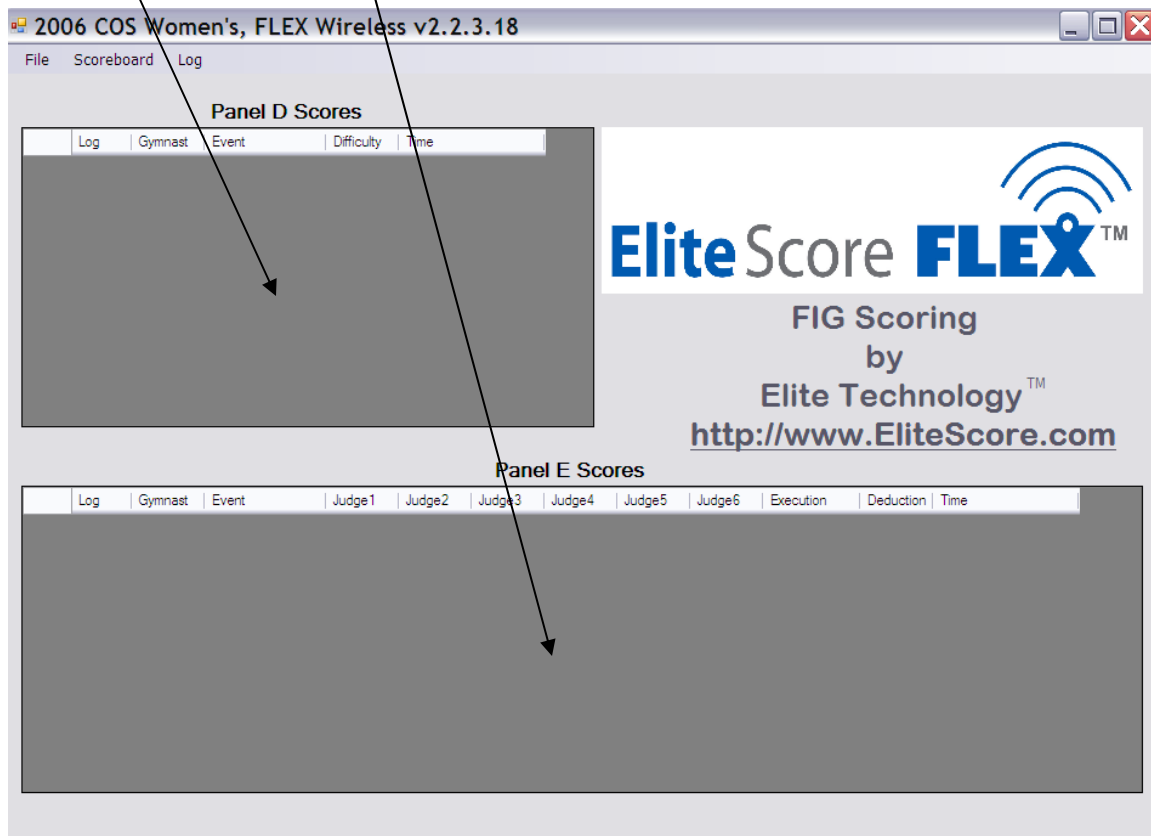 2006 COS Women's, FLEX Wireless v2.2.3.18
File Scoreboard Log
Panel D Scores
Log Gymnast Event Difficulty Time
EliteScore FLEX™
FIG Scoring
by
Elite Technology™
http://www.EliteScore.com
Panel E Scores
Log Gymnast Event Judge1 Judge2 Judge3 Judge4 Judge5 Judge6 Execution Deduction Time